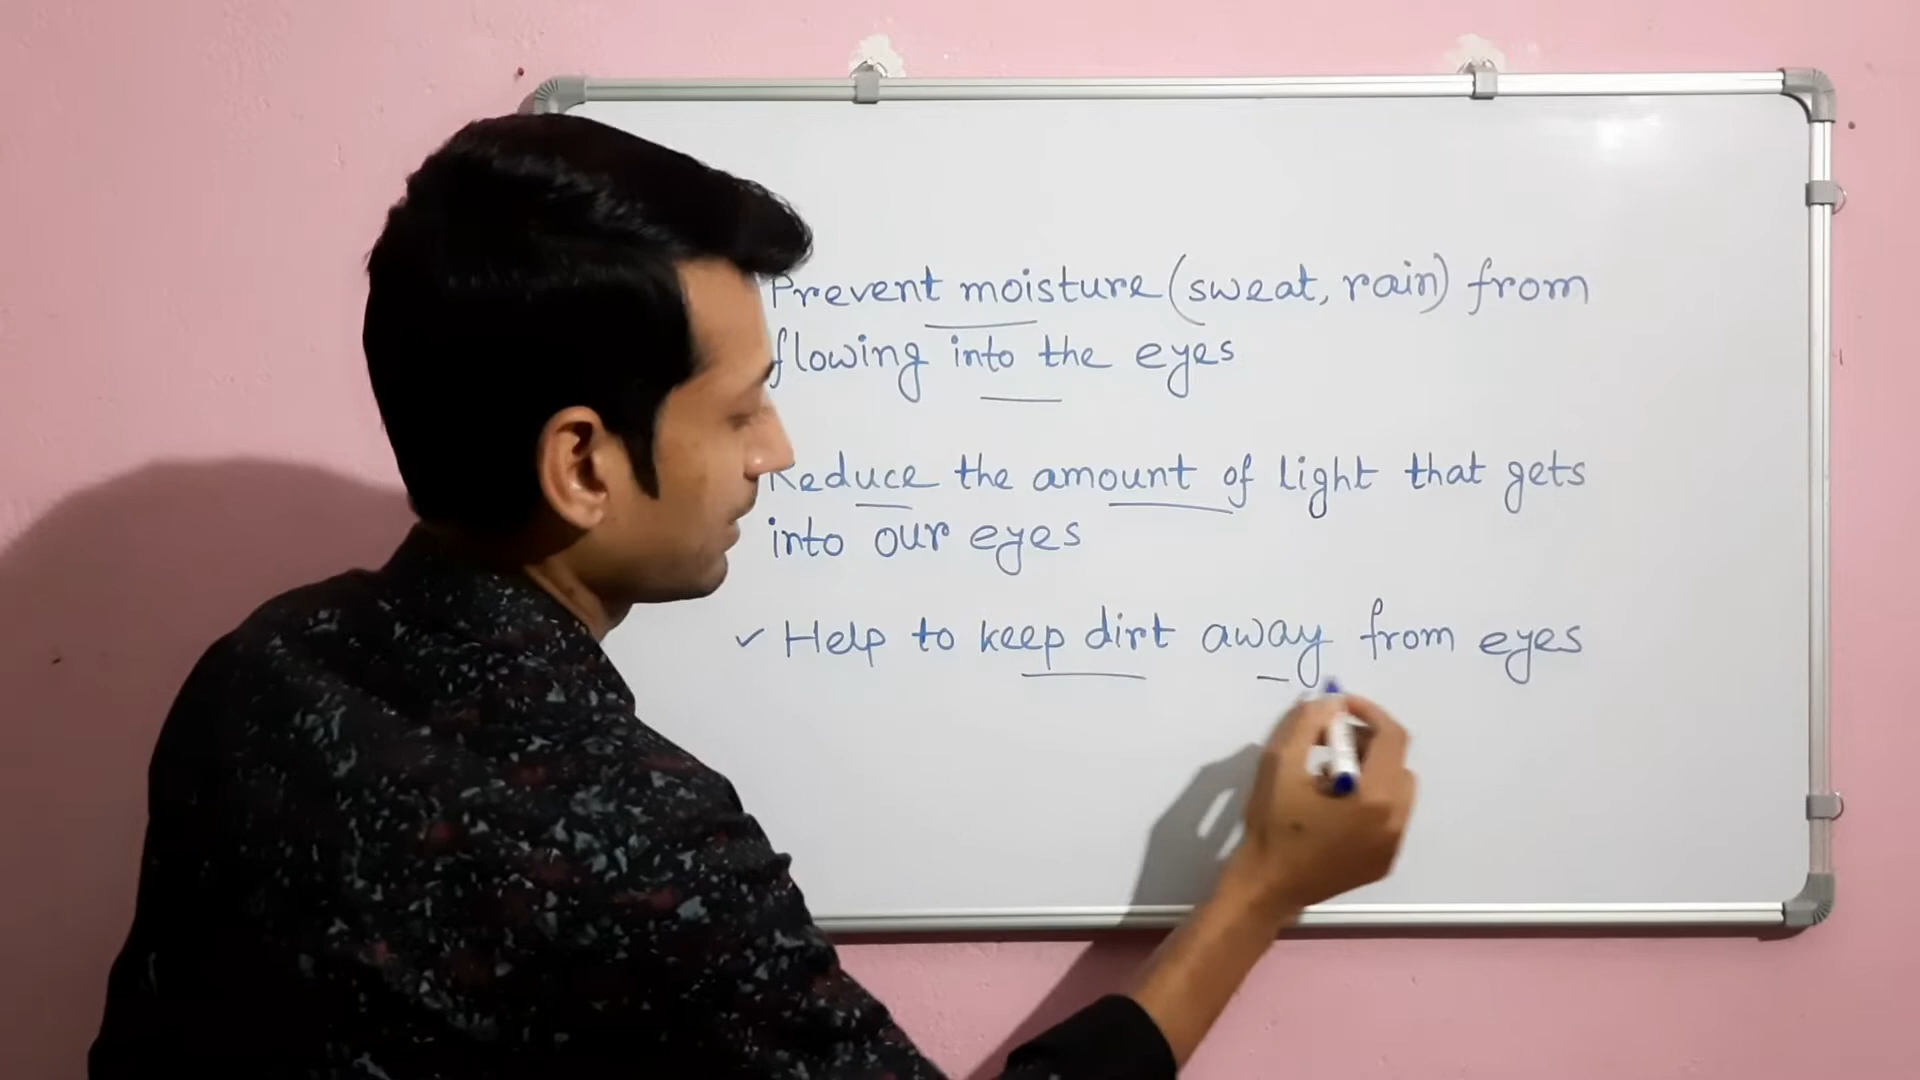 Prevent moisture (sweat, rain) from
flowing into the eyes
Reduce the amount of light that gets
into our eyes
✓ Help to keep dirt away from eyes